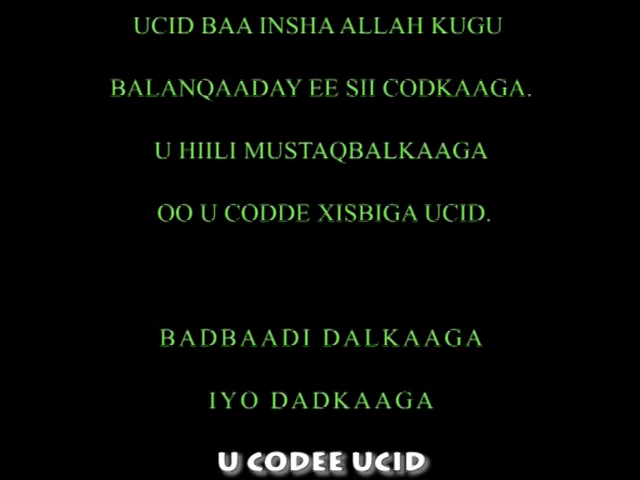 UCID BAA INSHA ALLAH KUGU
BALANQAADAY EE SII CODKAAGA.
U HIILI MUSTAQBALKAAGA
OO U CODDE XISBIGA UCID.
BADBAADI DALKAAGA
IYO DADKAAGA
U CODEE UCID